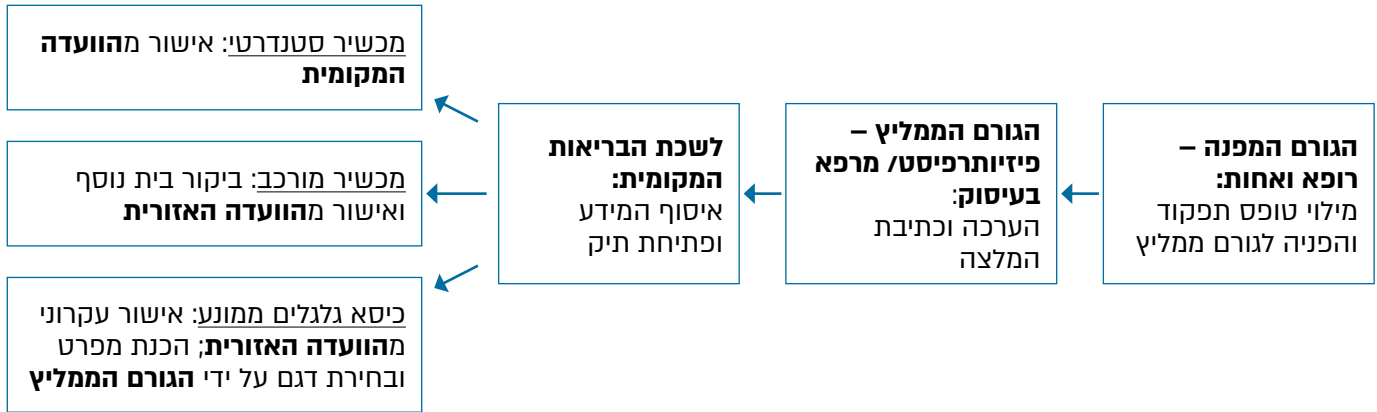 הגורם המפנה –
רופא ואחות:
מילוי טופס תפקוד
והפניה לגורם ממליץ
הגורם הממליץ –
פיזיותרפיסט/ מרפא
בעיסוק:
הערכה וכתיבת
המלצה
לשכת הבריאות
המקומית:
איסוף המידע
ופתיחת תיק
מכשיר סטנדרטי: אישור מהוועדה
המקומית
מכשיר מורכב: ביקור בית נוסף
ואישור מהוועדה האזורית
כיסא גלגלים ממונע: אישור עקרוני
מהוועדה האזורית; הכנת מפרט
ובחירת דגם על ידי הגורם הממליץ